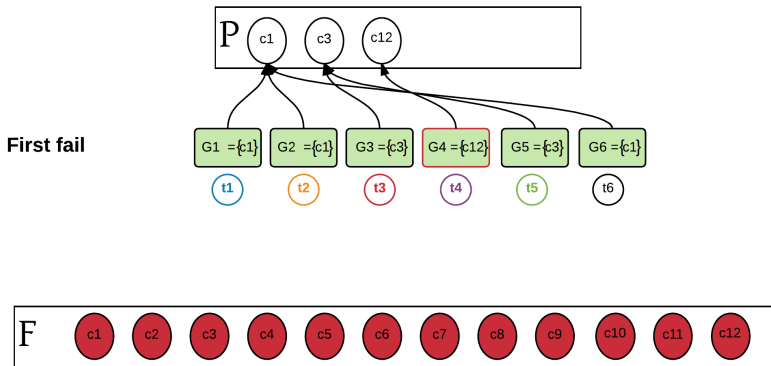 P c1 c3 c12
First fail G1 ={c1} G2 ={c1} G3 ={c3} G4 ={c12} G5 ={c3} G6 ={c1}
t1 t2 t3 t4 t5 t6
F c1 c2 c3 c4 c5 c6 c7 c8 c9 c10 c11 c12